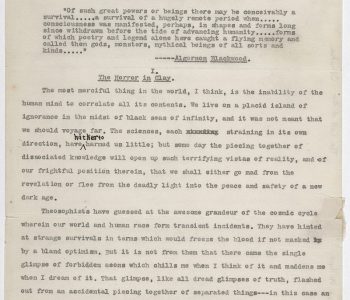 "Of such great powers or beings there may be conceivably a
survival.....a survival of a hugely remote period when.....
consciousness was manifested, perhaps, in shapes and forms long
since withdrawn before the tide of advancing humanity.....forms
of which poetry and legend alone have caught a flying memory and
called them gods, monsters, mythical beings of all sorts and
kinds....."
-----Algernon Blackwood.
I.
The Horror in Clay.
The most merciful thing in the world, I think, is the inability of the
human mind to correlate all its contents. We live on a placid island of
ignorance in the midst of black seas of infinity, and it was not meant that
we should voyage far. The sciences, each straining in its own
hitherto
direction, have harmed us little; but some day the piecing together of
dissociated knowledge will open up such terrifying vistas of reality, and of
our frightful position therein, that we shall either go mad from the
revelation or flee from the deadly light into the peace and safety of a new
dark age.
Theosophists have guessed at the awesome grandeur of the cosmic cycle
wherein our world and human race form transient incidents. They have hinted
at strange survivals in terms which would freeze the blood if not masked by
by a bland optimism. But it is not from them that there came the single
glimpse of forbidden aeons which chills me when I think of it and maddens me
when I dream of it. That glimpse, like all dread glimpses of truth, flashed
out from an accidental piecing together of separated things---in this case an